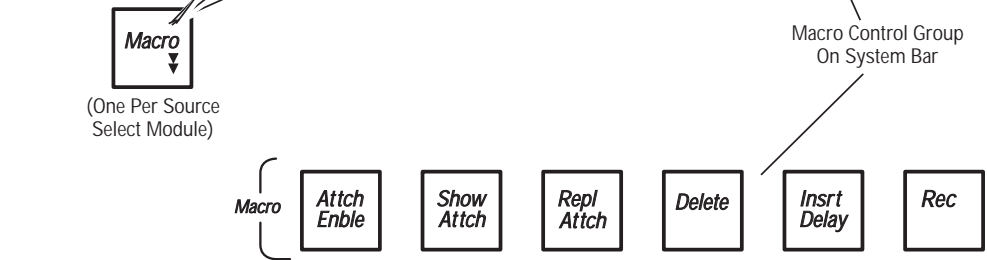 Macro
(One Per Source
Select Module)
Macro Control Group
On System Bar
Macro
Attch
Enble
Show
Attch
Repl
Attch
Delete
Insrt
Delay
Rec